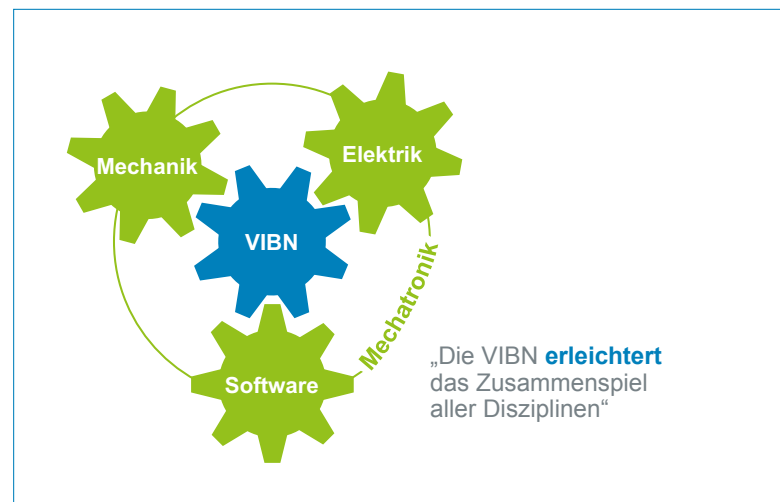 Mechanik
Elektrik
VIBN
Software
Mechatronik
„Die VIBN erleichtert
das Zusammenspiel
aller Disziplinen“